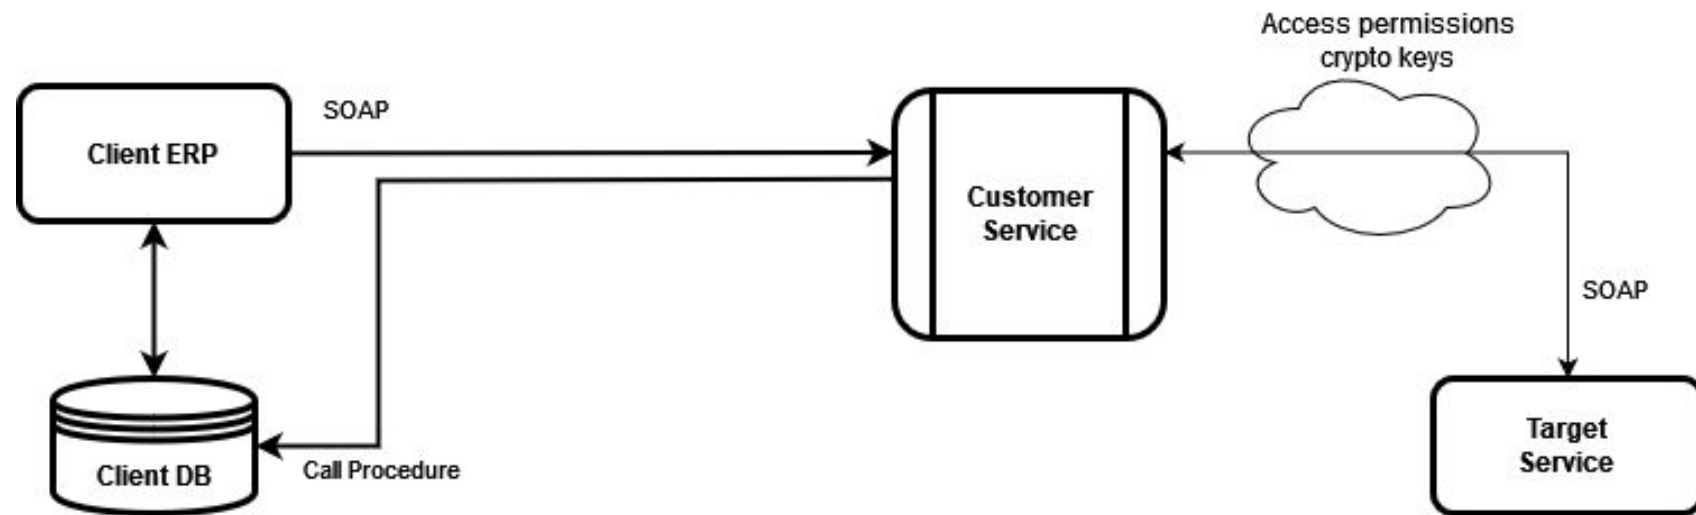 Access permissions
crypto keys
SOAP
Client ERP
Customer
Service
SOAP
Target
Service
Call Procedure
Client DB